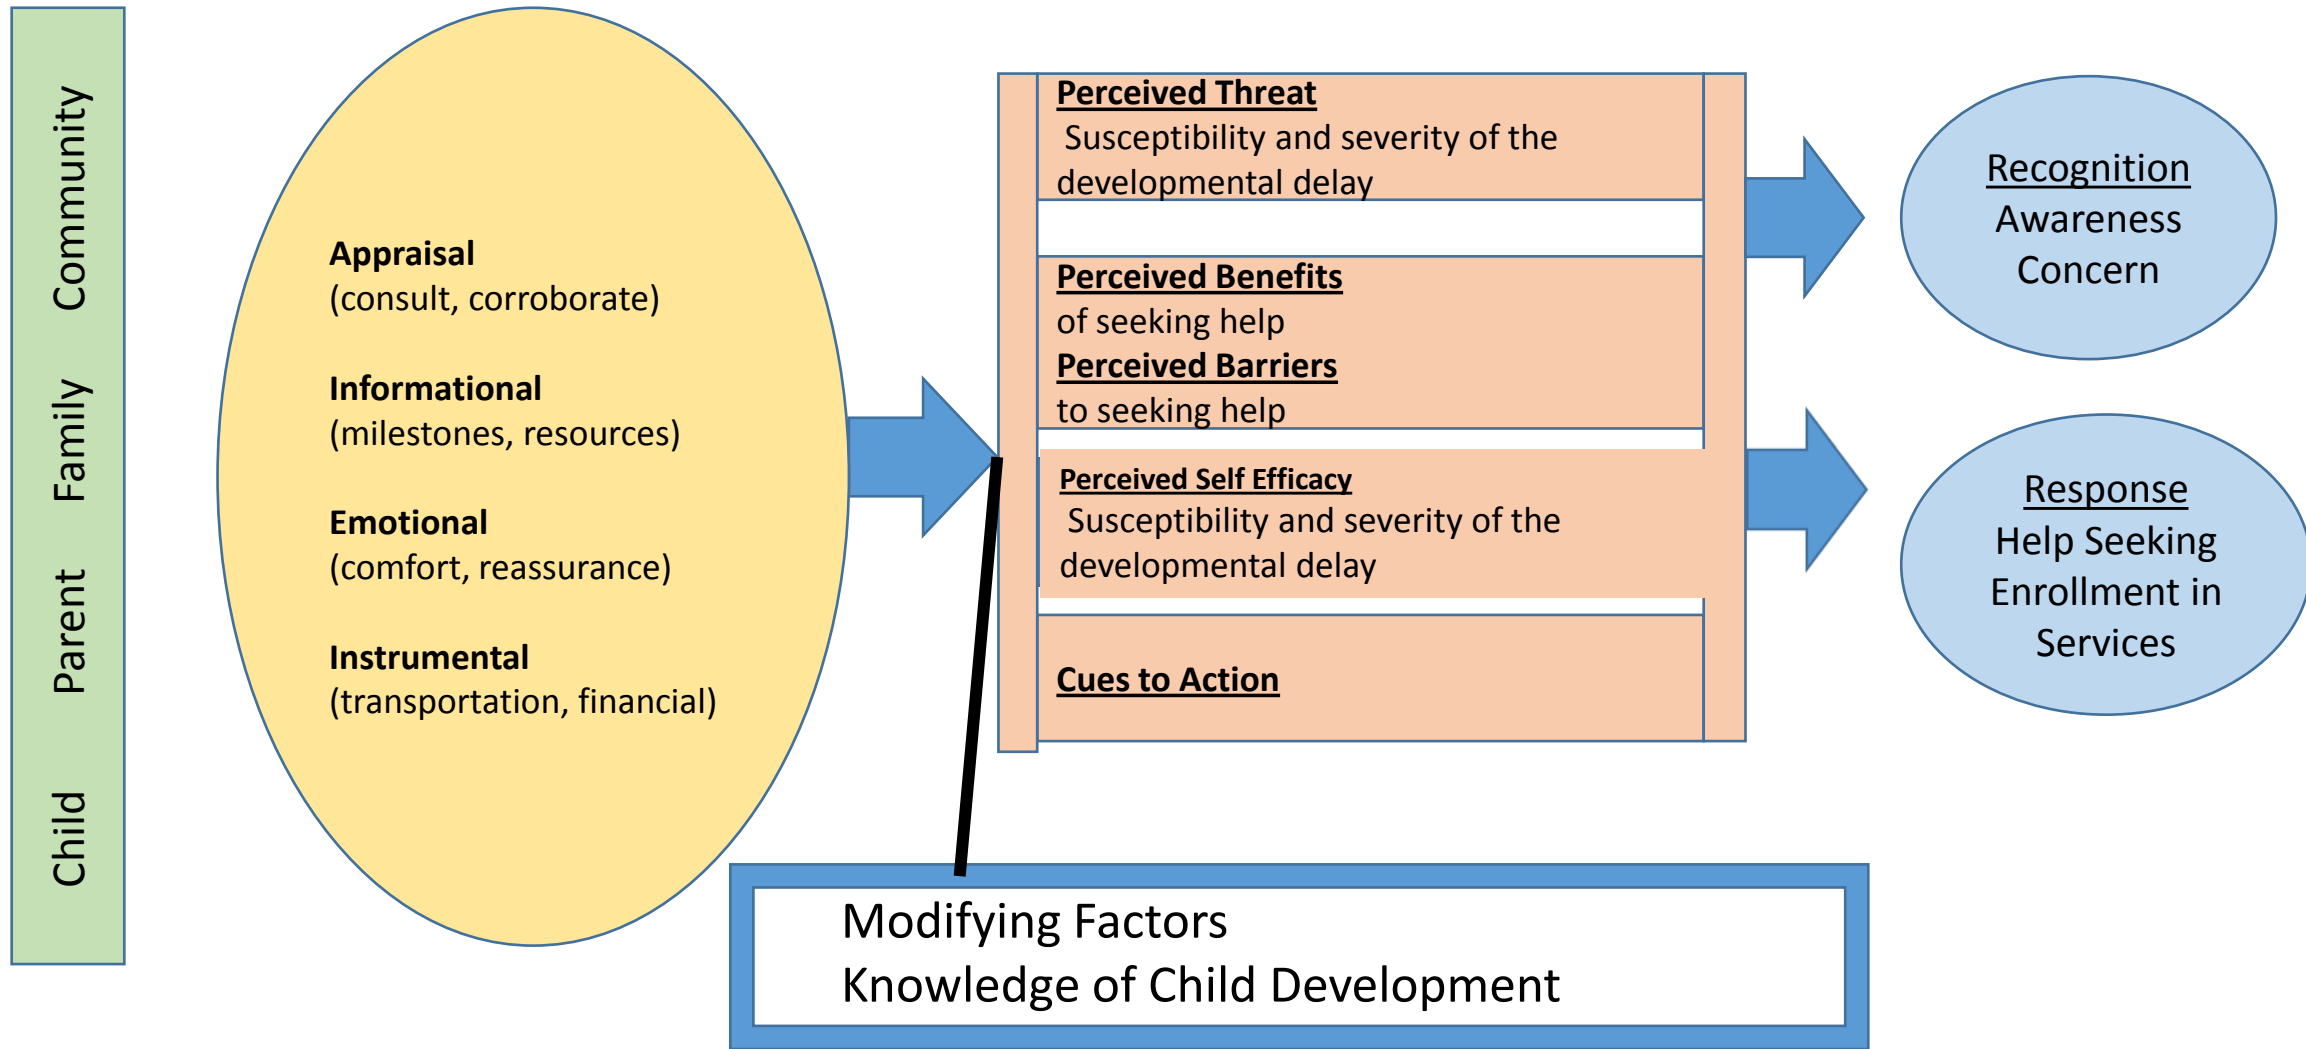 Community
Family
Parent
Child
Appraisal
(consult, corroborate)
Informational
(milestones, resources)
Emotional
(comfort, reassurance)
Instrumental
(transportation, financial)
Perceived Threat
Susceptibility and severity of the
developmental delay
Perceived Benefits
of seeking help
Perceived Barriers
to seeking help
Perceived Self Efficacy
Susceptibility and severity of the
developmental delay
Cues to Action
Recognition
Awareness
Concern
Response
Help Seeking
Enrollment in
Services
Modifying Factors
Knowledge of Child Development